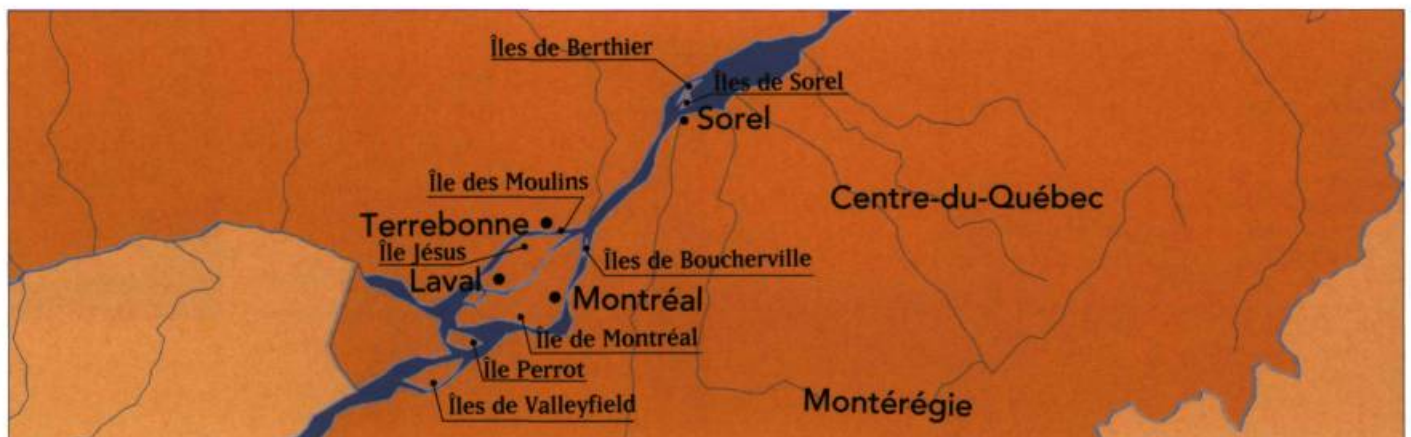 Îles de Berthier
Îles de Sorel
Sorel
Île des Moulins
Centre-du-Québec
Terrebonne
Île Jésus
Îles de Boucherville
Laval
Montréal
Île de Montréal
Île Perrot
Îles de Valleyfield
Montérégie